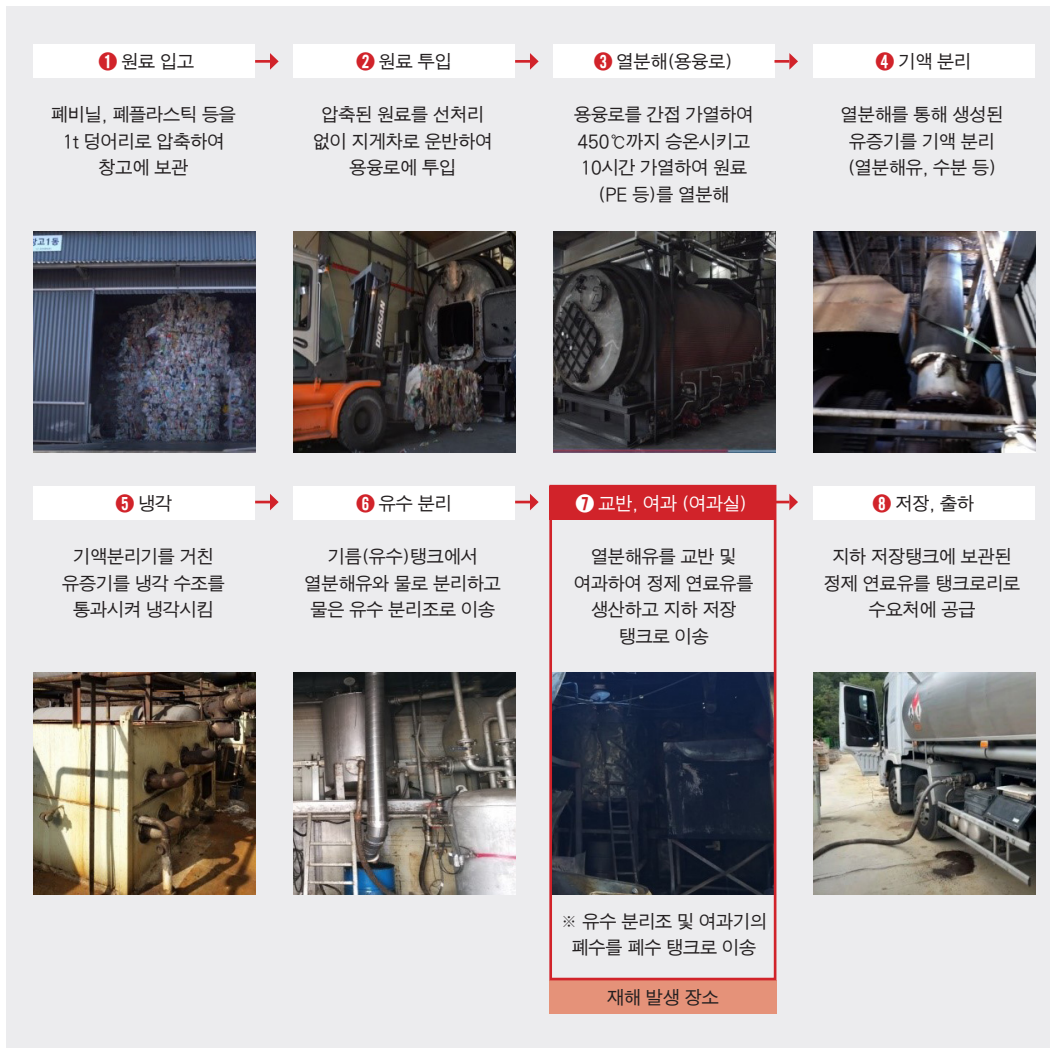 ❶ 원료 입고
❷ 원료 투입
❸ 열분해(용융로)
❹ 기액 분리
폐비닐, 폐플라스틱 등을
1t 덩어리로 압축하여
창고에 보관
압축된 원료를 선처리
없이 지게차로 운반하여
용융로에 투입
용융로를 간접 가열하여
450℃까지 승온시키고
10시간 가열하여 원료
(PE 등)를 열분해
열분해를 통해 생성된
유증기를 기액 분리
(열분해유, 수분 등)
창고1동
DOOSAN
❺ 냉각
❻ 유수 분리
❼ 교반, 여과 (여과실)
❽ 저장, 출하
기액분리기를 거친
유증기를 냉각 수조를
통과시켜 냉각시킴
기름(유수)탱크에서
열분해유와 물로 분리하고
물은 유수 분리조로 이송
열분해유를 교반 및
여과하여 정제 연료유를
생산하고 지하 저장
탱크로 이송
지하 저장탱크에 보관된
정제 연료유를 탱크로리로
수요처에 공급
※ 유수 분리조 및 여과기의
폐수를 폐수 탱크로 이송
재해 발생 장소